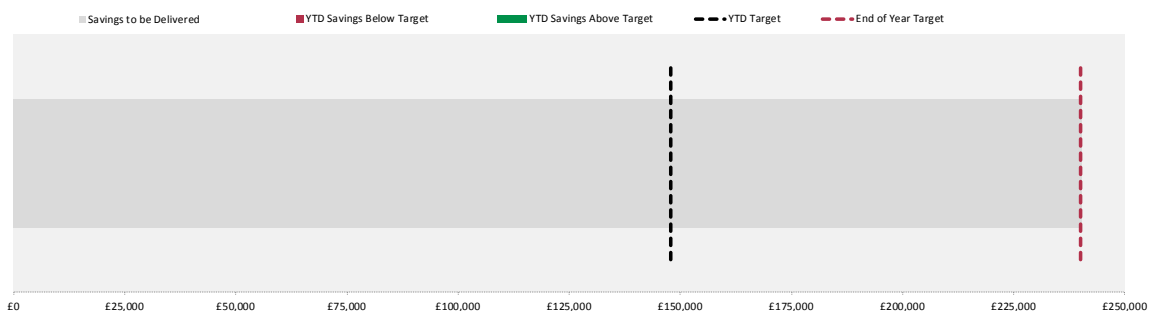 Savings to be Delivered YTD Savings Below Target YTD Savings Above Target YTD Target End of Year Target
£0 £25,000 £50,000 £75,000 £100,000 £125,000 £150,000 £175,000 £200,000 £225,000 £250,000